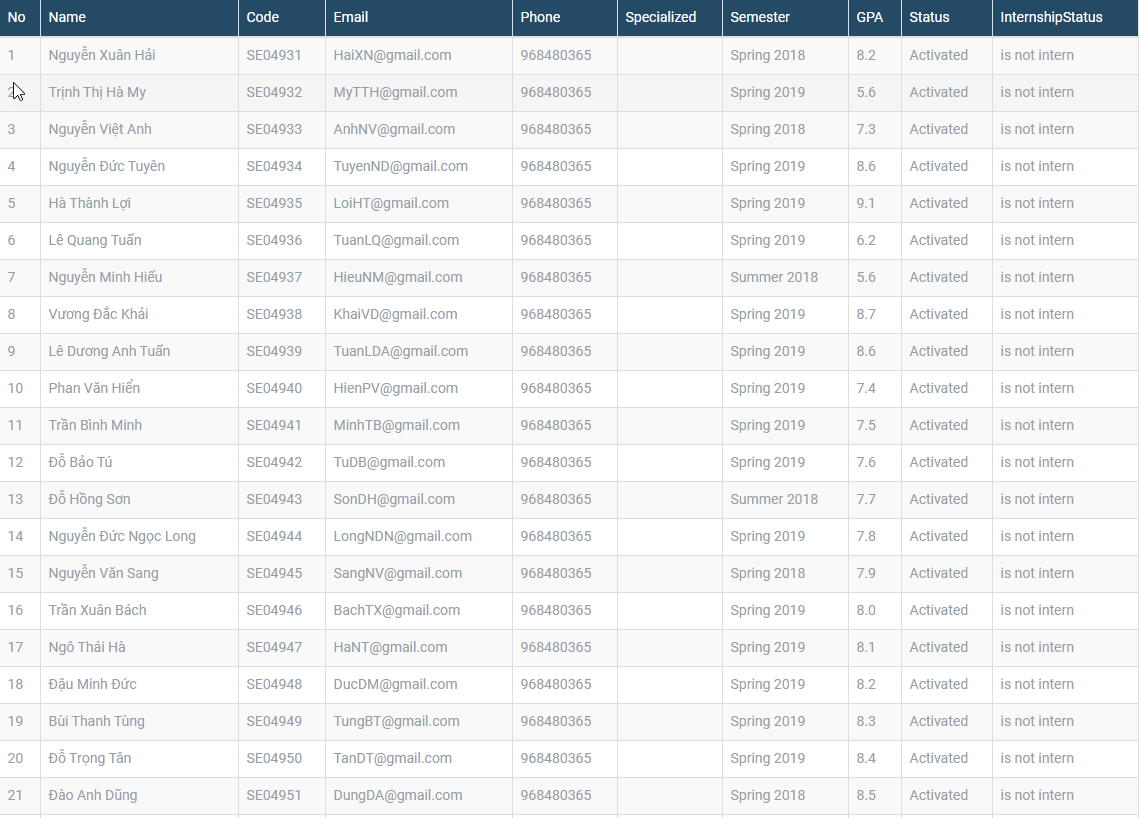 No Name Code Email Phone Specialized Semester GPA Status InternshipStatus
1 Nguyễn Xuân Hải SE04931 HaiXN@gmail.com 968480365 Spring 2018 8.2 Activated is not intern
2 Trịnh Thị Hà My SE04932 MyTTH@gmail.com 968480365 Spring 2019 5.6 Activated is not intern
3 Nguyễn Việt Anh SE04933 AnhNV@gmail.com 968480365 Spring 2018 7.3 Activated is not intern
4 Nguyễn Đức Tuyên SE04934 TuyenND@gmail.com 968480365 Spring 2019 8.6 Activated is not intern
5 Hà Thành Lợi SE04935 LoiHT@gmail.com 968480365 Spring 2019 9.1 Activated is not intern
6 Lê Quang Tuấn SE04936 TuanLQ@gmail.com 968480365 Spring 2019 6.2 Activated is not intern
7 Nguyễn Minh Hiếu SE04937 HieuNM@gmail.com 968480365 Summer 2018 5.6 Activated is not intern
8 Vương Đắc Khải SE04938 KhaiVD@gmail.com 968480365 Spring 2019 8.7 Activated is not intern
9 Lê Dương Anh Tuấn SE04939 TuanLDA@gmail.com 968480365 Spring 2019 8.6 Activated is not intern
10 Phan Văn Hiển SE04940 HienPV@gmail.com 968480365 Spring 2019 7.4 Activated is not intern
11 Trần Bình Minh SE04941 MinhTB@gmail.com 968480365 Spring 2019 7.5 Activated is not intern
12 Đỗ Bảo Tú SE04942 TuDB@gmail.com 968480365 Spring 2019 7.6 Activated is not intern
13 Đỗ Hồng Sơn SE04943 SonDH@gmail.com 968480365 Summer 2018 7.7 Activated is not intern
14 Nguyễn Đức Ngọc Long SE04944 LongNDN@gmail.com 968480365 Spring 2019 7.8 Activated is not intern
15 Nguyễn Văn Sang SE04945 SangNV@gmail.com 968480365 Spring 2018 7.9 Activated is not intern
16 Trần Xuân Bách SE04946 BachTX@gmail.com 968480365 Spring 2019 8.0 Activated is not intern
17 Ngô Thái Hà SE04947 HaNT@gmail.com 968480365 Spring 2019 8.1 Activated is not intern
18 Đậu Minh Đức SE04948 DucDM@gmail.com 968480365 Spring 2019 8.2 Activated is not intern
19 Bùi Thanh Tùng SE04949 TungBT@gmail.com 968480365 Spring 2019 8.3 Activated is not intern
20 Đỗ Trọng Tân SE04950 TanDT@gmail.com 968480365 Spring 2019 8.4 Activated is not intern
21 Đào Anh Dũng SE04951 DungDA@gmail.com 968480365 Spring 2018 8.5 Activated is not intern